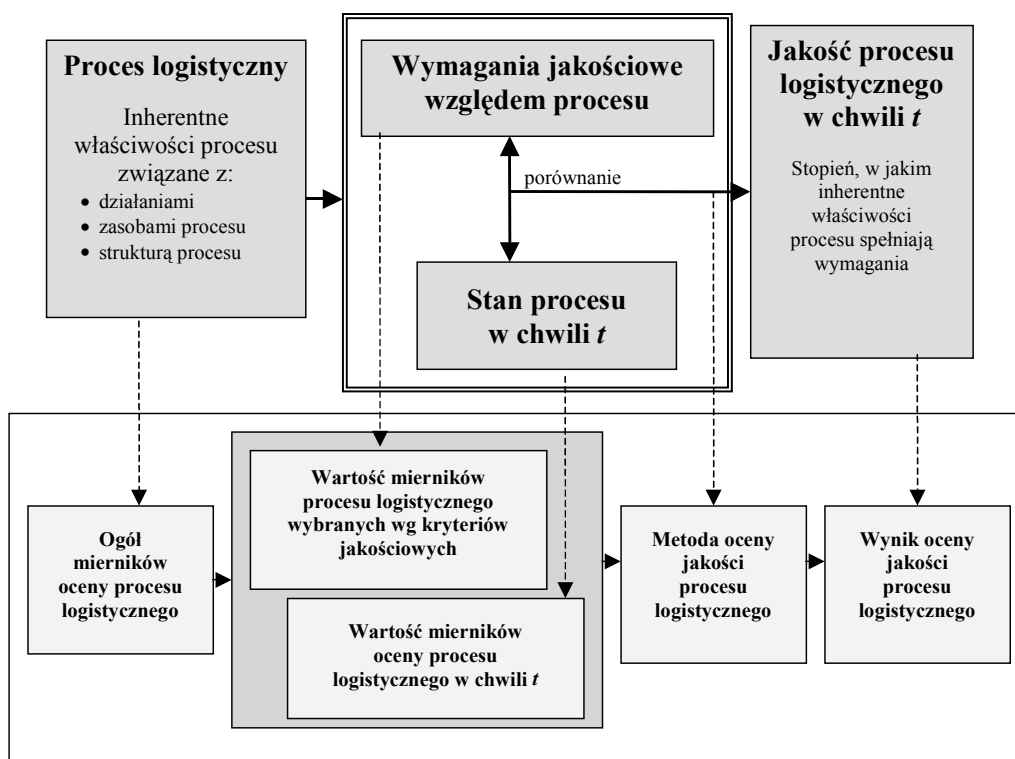 Proces logistyczny
Inherentne
właściwości procesu
związane z:
• działaniami
• zasobami procesu
• strukturą procesu
Wymagania jakościowe
względem procesu
porównanie
Stan procesu
w chwili t
Jakość procesu
logistycznego
w chwili t
Stopień, w jakim
inherentne
właściwości
procesu spełniają
wymagania
Ogół
mierników
oceny procesu
logistycznego
Wartość mierników
procesu logistycznego
wybranych wg kryteriów
jakościowych
Wartość mierników
oceny procesu
logistycznego w chwili t
Metoda oceny
jakości
procesu
logistycznego
Wynik oceny
jakości
procesu
logistycznego